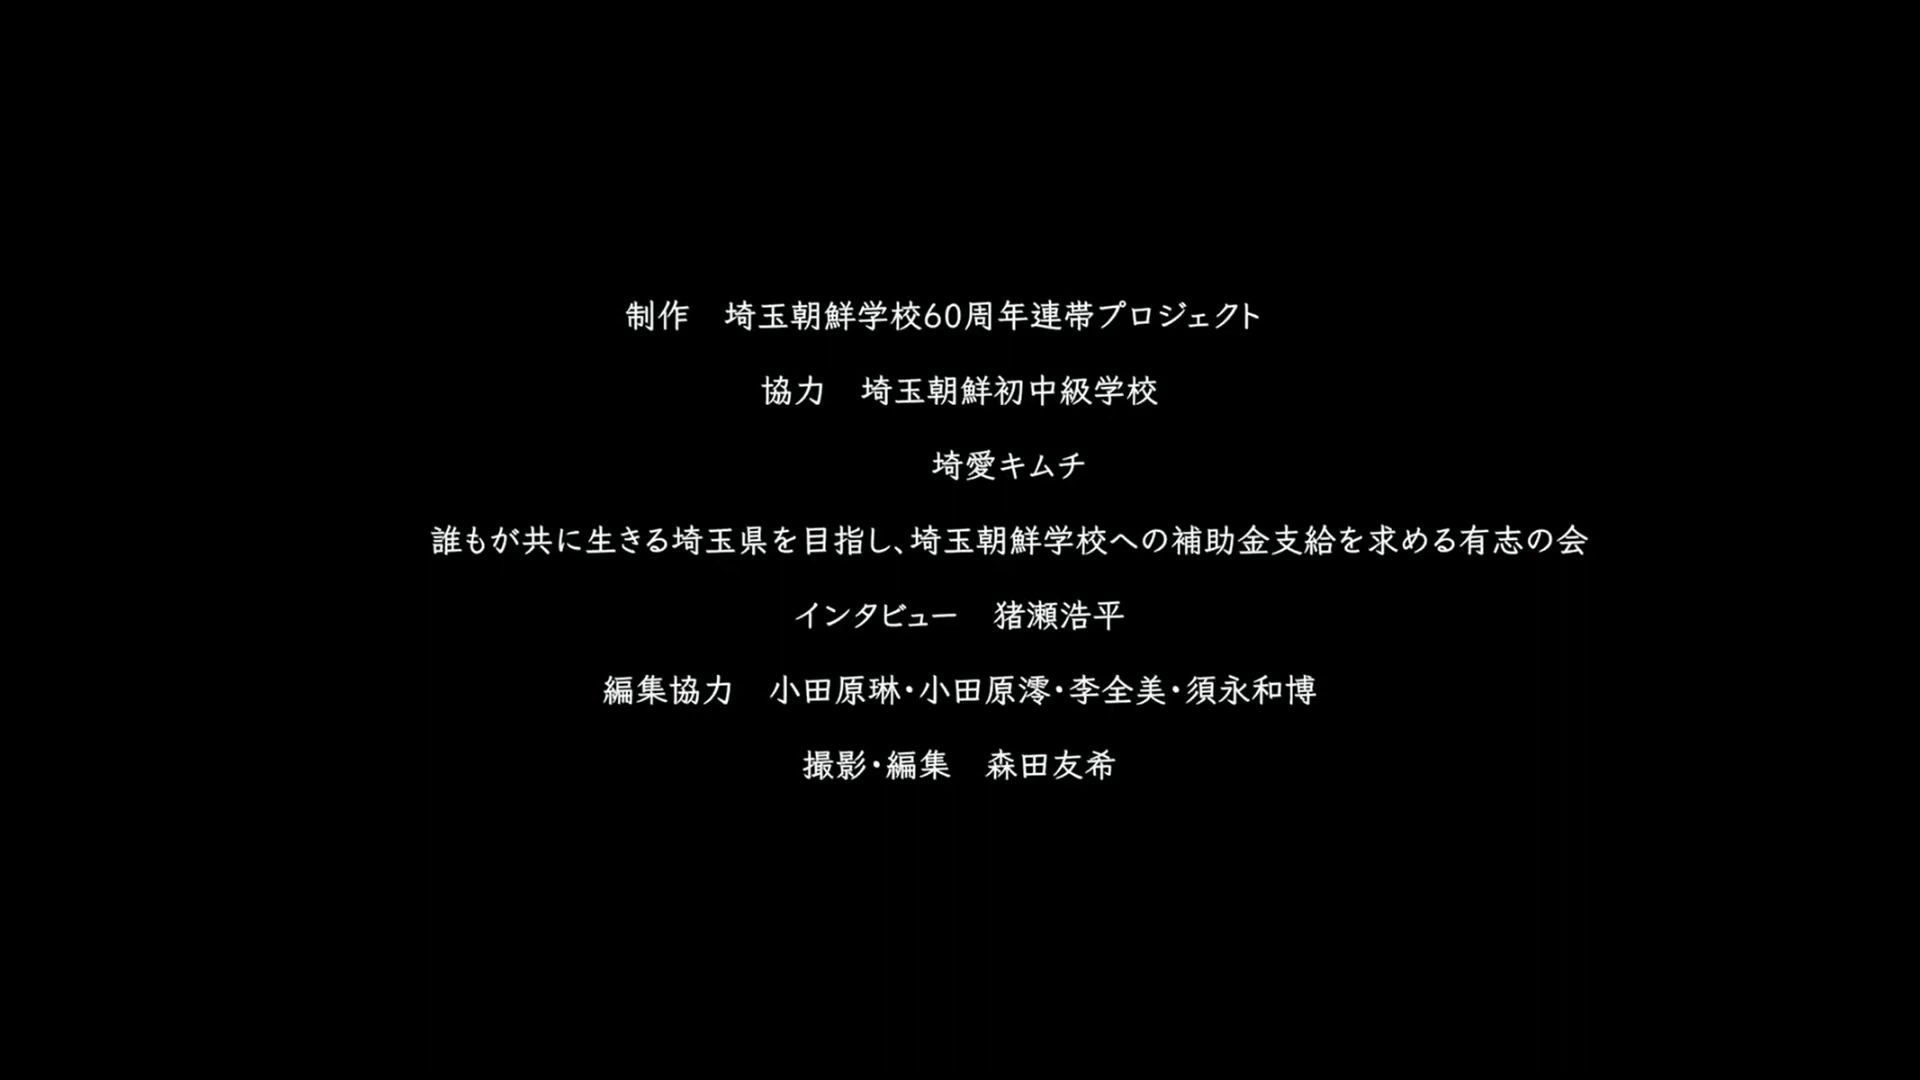 制作　埼玉朝鮮学校60周年連帯プロジェクト
協力　埼玉朝鮮初中級学校
埼愛キムチ
誰もが共に生きる埼玉県を目指し、埼玉朝鮮学校への補助金支給を求める有志の会
インタビュー　猪瀬浩平
編集協力　小田原琳・小田原澪・李全美・須永和博
撮影・編集　森田友希